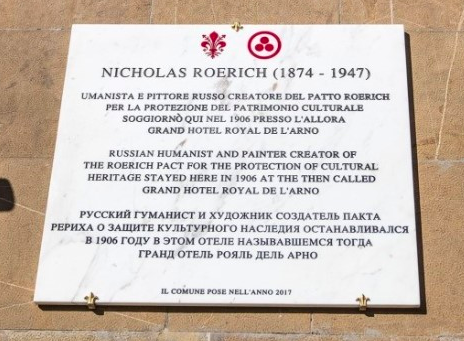 NICHOLAS ROERICH (1874 - 1947)
UMANISTA E PITTORE RUSSO CREATORE DEL PATTO ROERICH
PER LA PROTEZIONE DEL PATRIMONIO CULTURALE
SOGGIORNÒ QUI NEL 1906 PRESSO L'ALLORA
GRAND HOTEL ROYAL DE L'ARNO
RUSSIAN HUMANIST AND PAINTER CREATOR OF
THE ROERICH PACT FOR THE PROTECTION OF CULTURAL
HERITAGE STAYED HERE IN 1906 AT THE THEN CALLED
GRAND HOTEL ROYAL DE L'ARNO
РУССКИЙ ГУМАНИСТ И ХУДОЖНИК СОЗДАТЕЛЬ ПАКТА
РЕРИХА О ЗАЩИТЕ КУЛЬТУРНОГО НАСЛЕДИЯ ОСТАНАВЛИВАЛСЯ
В 1906 ГОДУ В ЭТОМ ОТЕЛЕ НАЗЫВАВШЕМСЯ ТОГДА
ГРАНД ОТЕЛЬ РОЯЛЬ ДЕЛЬ АРНО
IL COMUNE POSE NELL'ANNO 2017